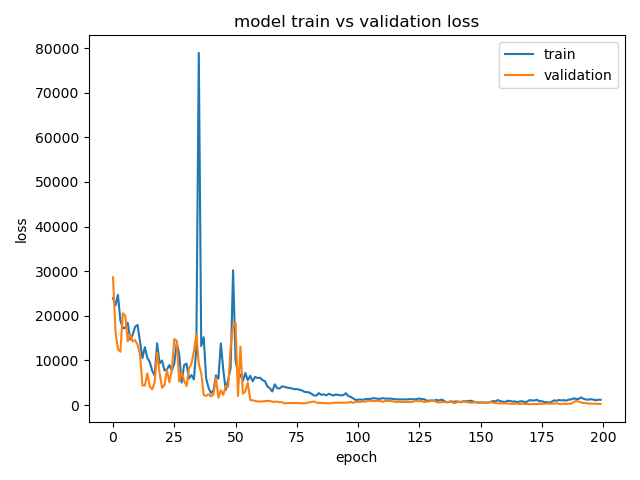 model train vs validation loss
train
validation
80000
70000
60000
50000
40000
30000
20000
10000
0
loss
0 25 50 75 100 125 150 175 200
epoch